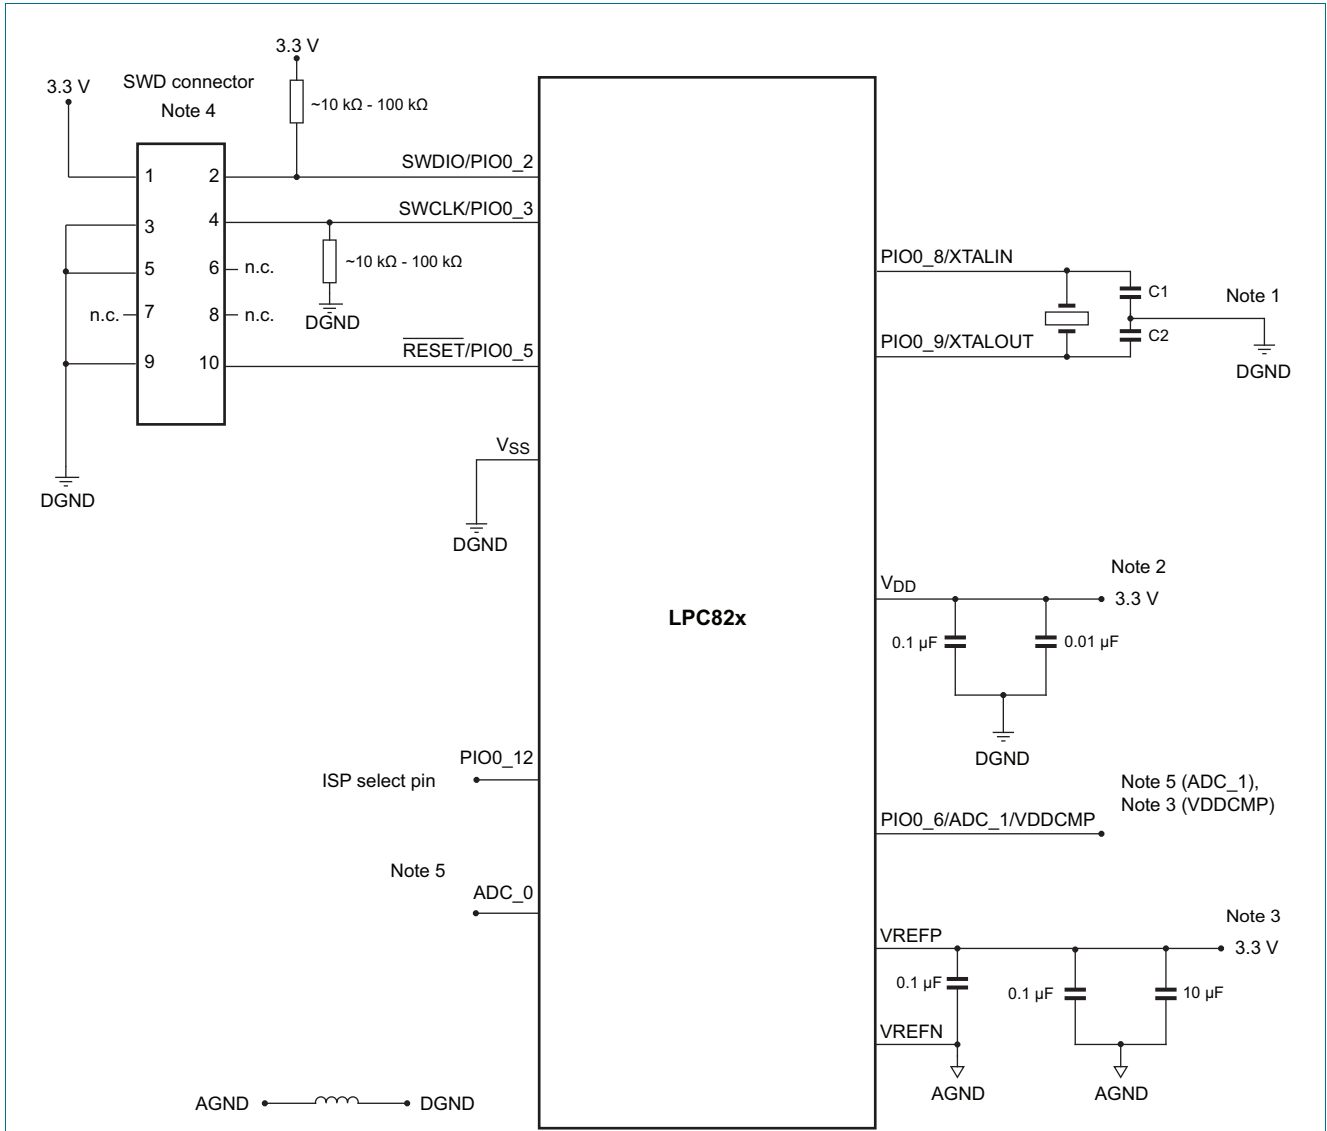 3.3 V
3.3 V
SWD connector
Note 4
~10 kΩ - 100 kΩ
1
2
SWDIO/PIO0_2
3
4
SWCLK/PIO0_3
5
6
n.c.
~10 kΩ - 100 kΩ
n.c.
7
8
n.c.
DGND
9
10
RESET/PIO0_5
DGND
VSS
DGND
LPC82x
PIO0_8/XTALIN
C1
Note 1
PIO0_9/XTALOUT
C2
DGND
Note 2
VDD
3.3 V
0.1 µF
0.01 µF
DGND
PIO0_12
ISP select pin
Note 5 (ADC_1),
Note 3 (VDDCMP)
PIO0_6/ADC_1/VDDCMP
Note 5
ADC_0
Note 3
VREFP
3.3 V
0.1 µF
0.1 µF
10 µF
VREFN
AGND
AGND
AGND
DGND